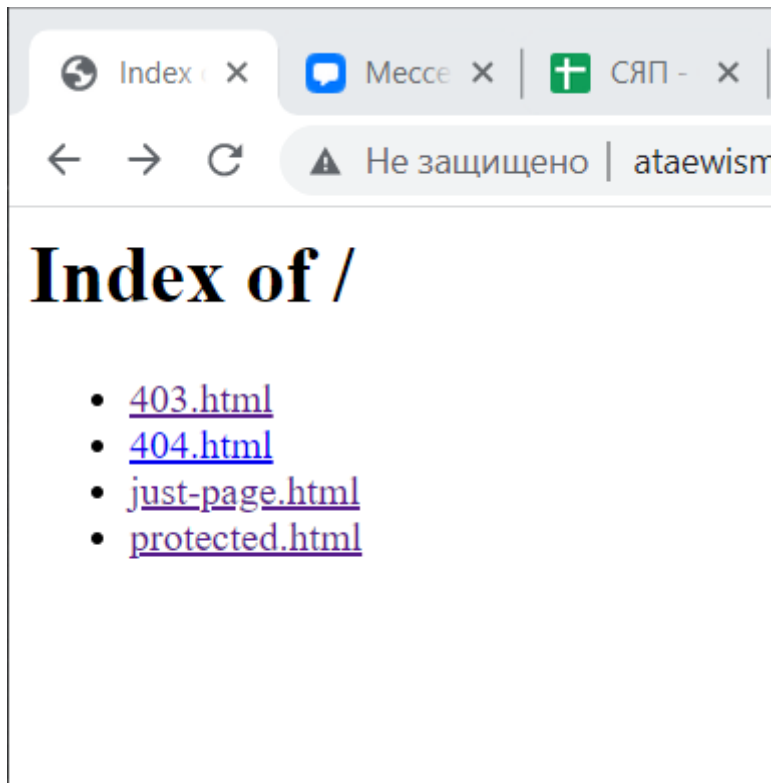 Index
Мессе
СЯП -
Не защищено | ataewism
Index of /
403.html
404.html
just-page.html
protected.html